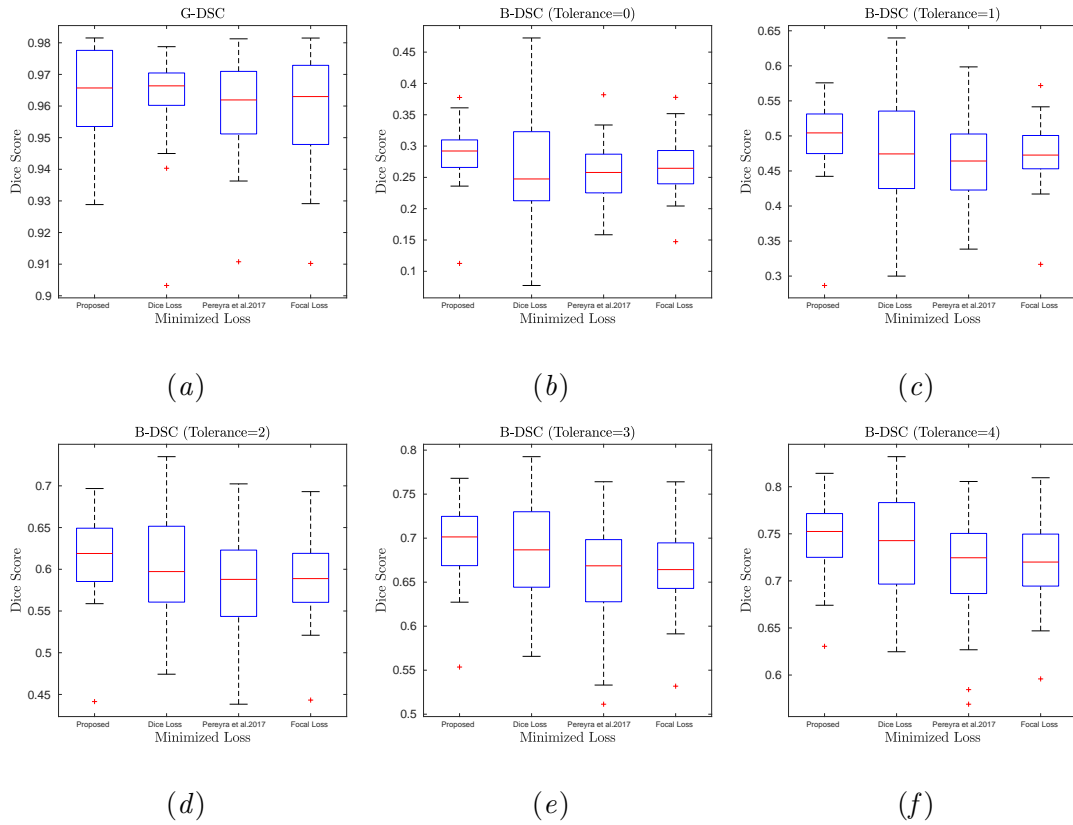 G-DSC
0.98
0.97
0.96
0.95
0.94
0.93
0.92
0.91
0.9
Dice Score
Proposed Dice Loss Pereyra et al.2017 Focal Loss
Minimized Loss
(a)
B-DSC (Tolerance=0)
0.45
0.4
0.35
0.3
0.25
0.2
0.15
0.1
Dice Score
Proposed Dice Loss Pereyra et al.2017 Focal Loss
Minimized Loss
(b)
B-DSC (Tolerance=1)
0.65
0.6
0.55
0.5
0.45
0.4
0.35
0.3
Dice Score
Proposed Dice Loss Pereyra et al.2017 Focal Loss
Minimized Loss
(c)
B-DSC (Tolerance=2)
0.7
0.65
0.6
0.55
0.5
0.45
Dice Score
Proposed Dice Loss Pereyra et al.2017 Focal Loss
Minimized Loss
(d)
B-DSC (Tolerance=3)
0.8
0.75
0.7
0.65
0.6
0.55
0.5
Dice Score
Proposed Dice Loss Pereyra et al.2017 Focal Loss
Minimized Loss
(e)
B-DSC (Tolerance=4)
0.8
0.75
0.7
0.65
0.6
Dice Score
Proposed Dice Loss Pereyra et al.2017 Focal Loss
Minimized Loss
(f)